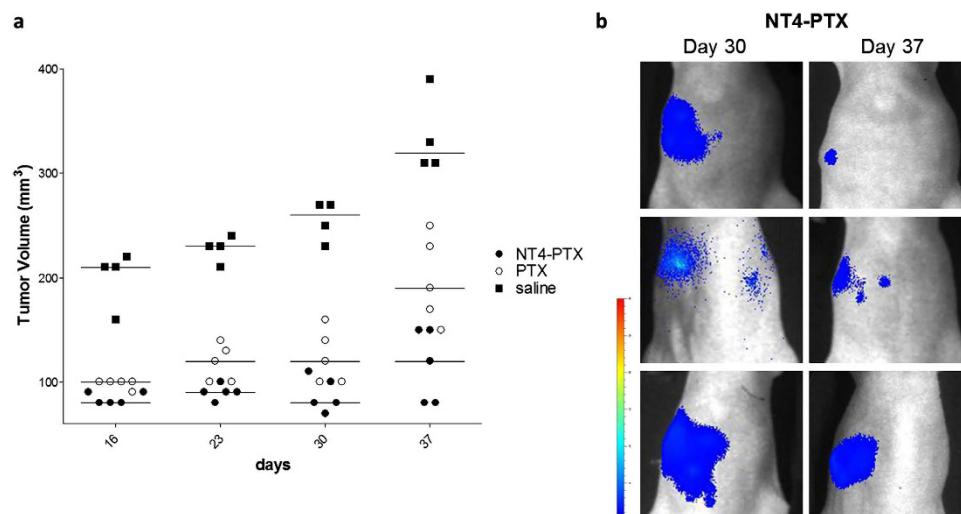 a
Tumor Volume (mm3)
400
300
200
100
16
23
30
37
days
NT4-PTX
PTX
saline
b
NT4-PTX
Day 30
Day 37